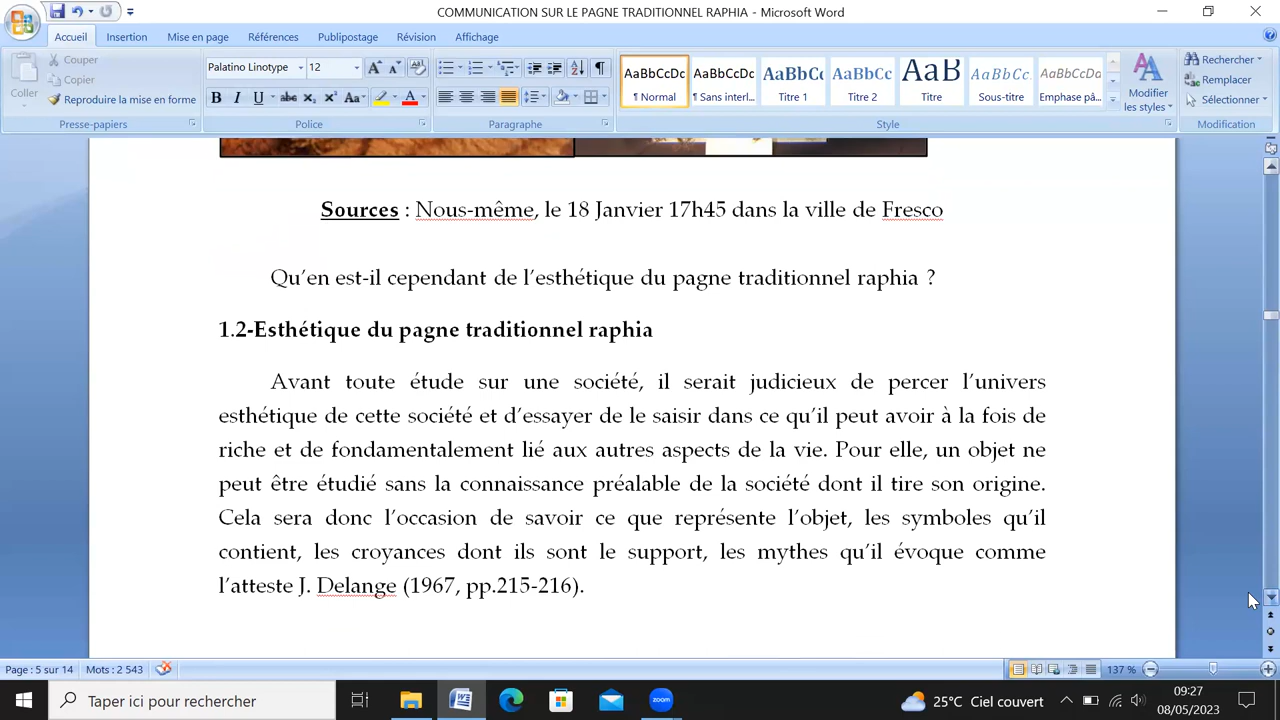 COMMUNICATION SUR LE PAGNE TRADITIONNEL RAPHIA - Microsoft Word
Accueil Insertion Mise en page Références Publipostage Révision Affichage
Coller
Couper
Copier
Reproduire la mise en forme
Presse-papiers
Palatino Linotype 12
Police
Paragraphe
AaBbCcDc AaBbCcDc AaBbCc AaBbCc AaB AaBbCc. AaBbCcDc
¶ Normal ¶ Sans interl... Titre 1 Titre 2 Titre Sous-titre Emphase pâ...
Modifier les styles
Style
Rechercher
Remplacer
Sélectionner
Modification
Sources : Nous-même, le 18 Janvier 17h45 dans la ville de Fresco
Qu’en est-il cependant de l’esthétique du pagne traditionnel raphia ?
1.2-Esthétique du pagne traditionnel raphia
Avant toute étude sur une société, il serait judicieux de percer l’univers
esthétique de cette société et d’essayer de le saisir dans ce qu’il peut avoir à la fois de
riche et de fondamentalement lié aux autres aspects de la vie. Pour elle, un objet ne
peut être étudié sans la connaissance préalable de la société dont il tire son origine.
Cela sera donc l’occasion de savoir ce que représente l’objet, les symboles qu’il
contient, les croyances dont ils sont le support, les mythes qu’il évoque comme
l’atteste J. Delange (1967, pp.215-216).
Page : 5 sur 14 Mots : 2 543 137 %
Taper ici pour rechercher
zoom
25°C Ciel couvert
09:27
08/05/2023